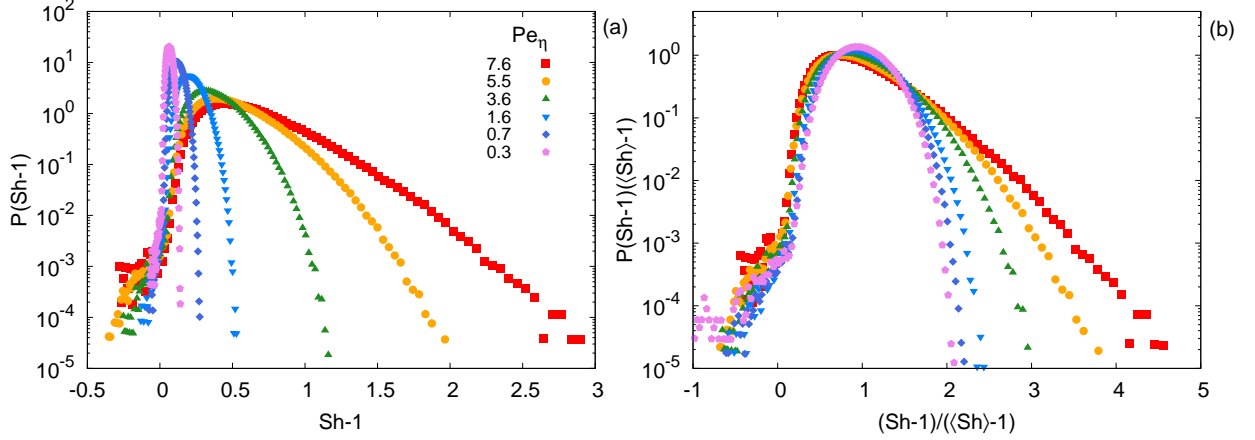 (a)
P(Sh-1)
10^2
10^1
10^0
10^-1
10^-2
10^-3
10^-4
10^-5
-0.5 0 0.5 1 1.5 2 2.5 3
Sh-1
Pe_η
7.6
5.5
3.6
1.6
0.7
0.3
(b)
P(Sh-1)(⟨Sh⟩-1)
10^0
10^-1
10^-2
10^-3
10^-4
10^-5
-1 0 1 2 3 4 5
(Sh-1)/(⟨Sh⟩-1)